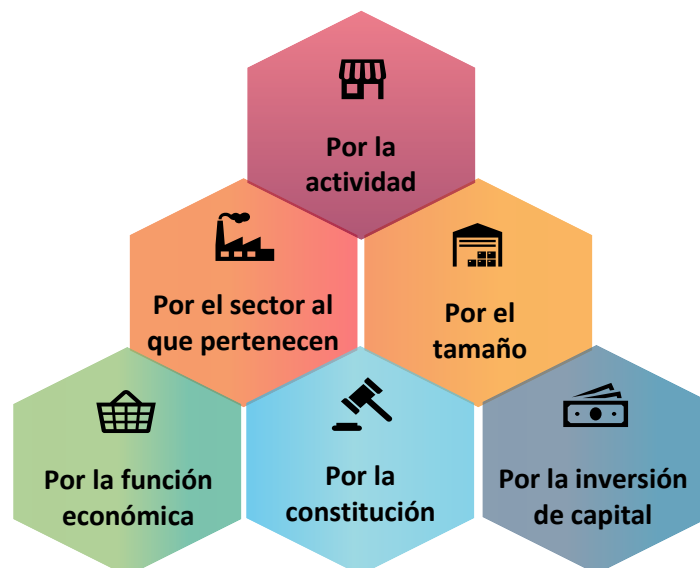 Por la
actividad
Por el sector al
que pertenecen
Por el
tamaño
Por la función
económica
Por la
constitución
Por la inversión
de capital